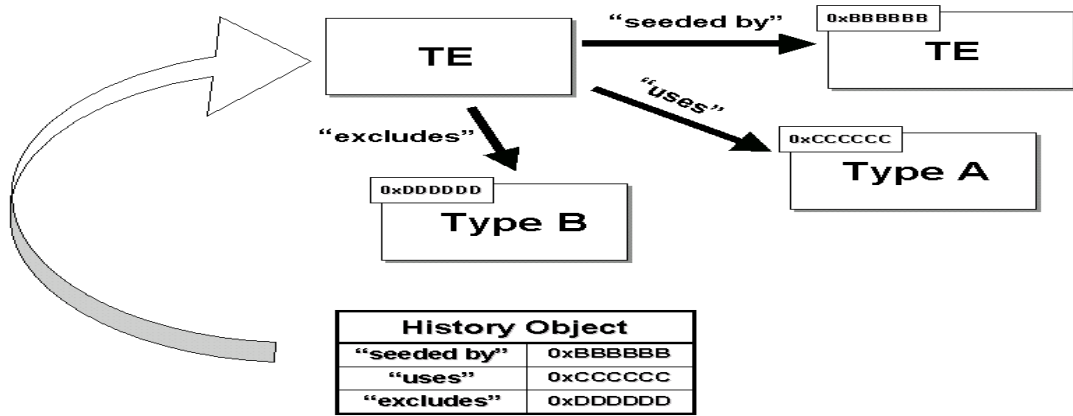 “seeded by”
0xBBBBBB
TE
TE
“uses”
0xCCCCCC
Type A
“excludes”
0xDDDDDD
Type B
History Object
“seeded by” 0xBBBBBB
“uses” 0xCCCCCC
“excludes” 0xDDDDDD